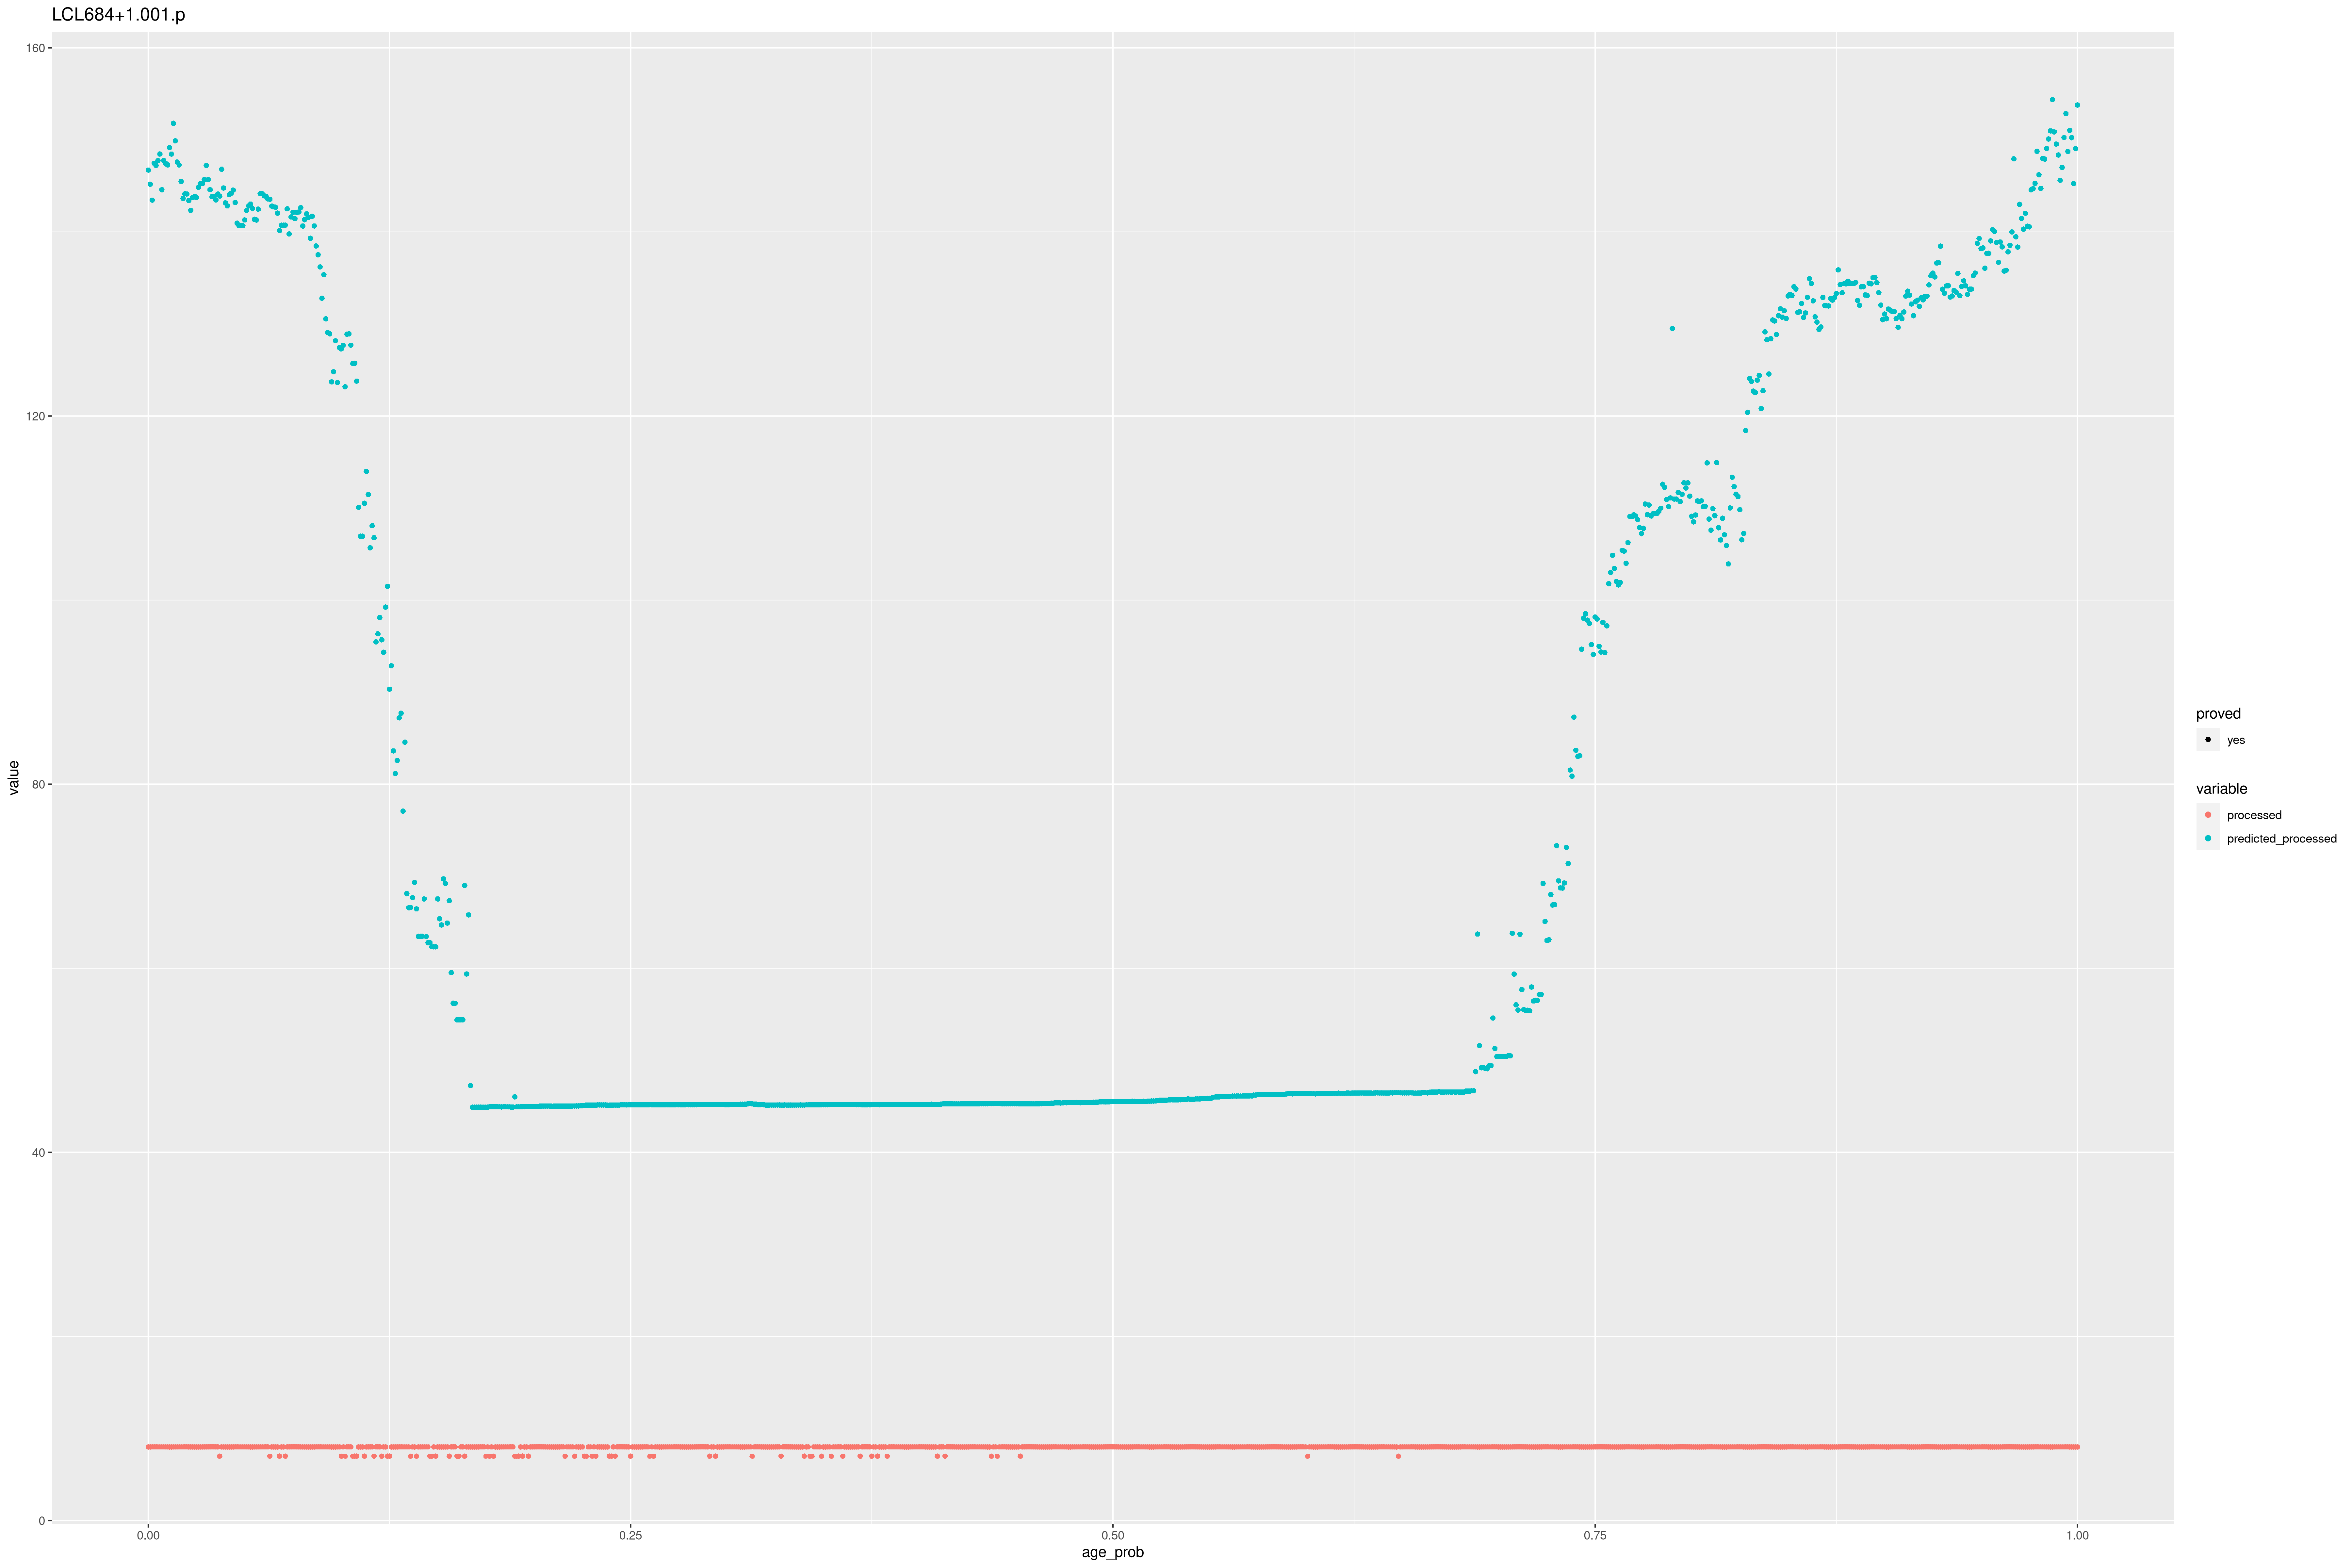 LCL684+1.001.p
160
120
80
40
0
value
0.00
0.25
0.50
0.75
1.00
age_prob
proved
yes
variable
processed
predicted_processed